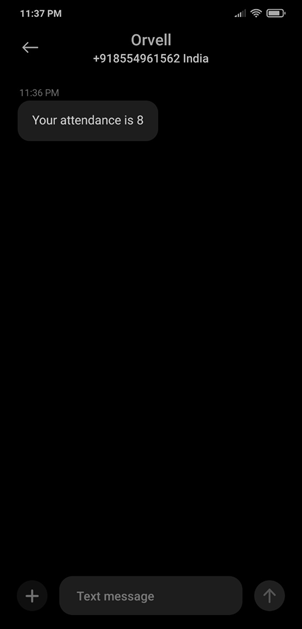 11:37 PM
Orvell
+918554961562 India
11:36 PM
Your attendance is 8
Text message